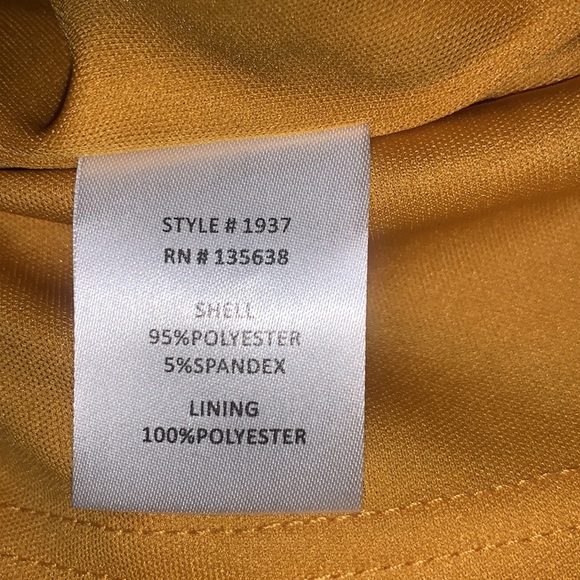 STYLE # 1937
RN # 135638
SHELL
95%POLYESTER
5%SPANDEX
LINING
100%POLYESTER